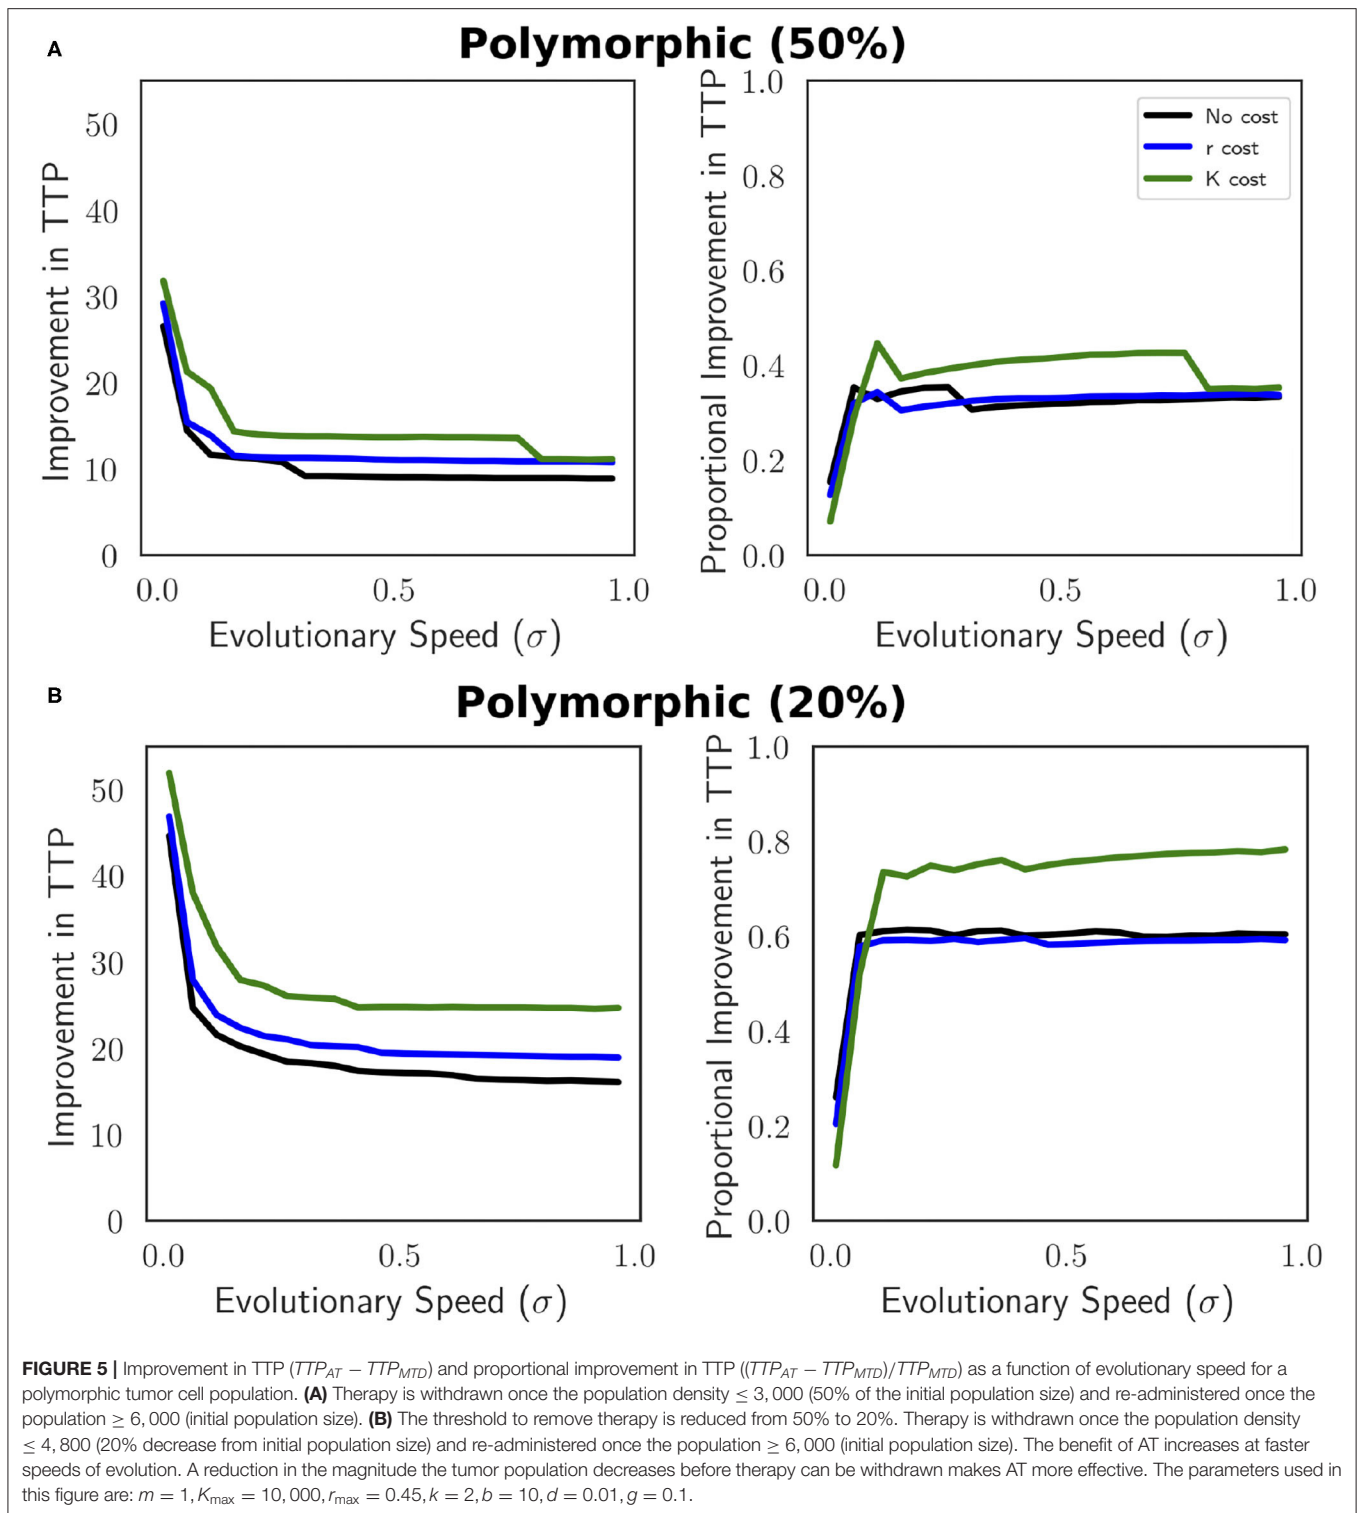 A
Polymorphic (50%)
50
40
30
20
10
0
0.0 0.5 1.0
Improvement in TTP
Evolutionary Speed (σ)
1.0
0.8
0.6
0.4
0.2
0.0
0.0 0.5 1.0
Proportional Improvement in TTP
Evolutionary Speed (σ)
No cost
r cost
K cost
B
Polymorphic (20%)
50
40
30
20
10
0
0.0 0.5 1.0
Improvement in TTP
Evolutionary Speed (σ)
1.0
0.8
0.6
0.4
0.2
0.0
0.0 0.5 1.0
Proportional Improvement in TTP
Evolutionary Speed (σ)
FIGURE 5 | Improvement in TTP (TTP_AT − TTP_MTD) and proportional improvement in TTP ((TTP_AT − TTP_MTD)/TTP_MTD) as a function of evolutionary speed for a
polymorphic tumor cell population. (A) Therapy is withdrawn once the population density ≤ 3,000 (50% of the initial population size) and re-administered once the
population ≥ 6,000 (initial population size). (B) The threshold to remove therapy is reduced from 50% to 20%. Therapy is withdrawn once the population density
≤ 4,800 (20% decrease from initial population size) and re-administered once the population ≥ 6,000 (initial population size). The benefit of AT increases at faster
speeds of evolution. A reduction in the magnitude the tumor population decreases before therapy can be withdrawn makes AT more effective. The parameters used in
this figure are: m = 1, K_max = 10,000, r_max = 0.45, k = 2, b = 10, d = 0.01, g = 0.1.